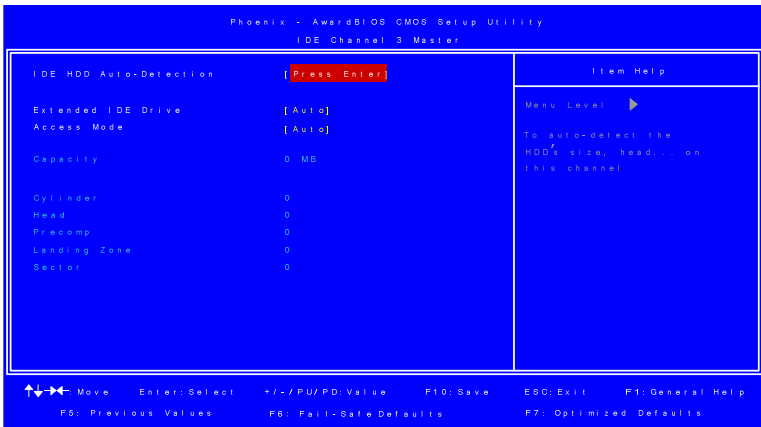 Phoenix - AwardBIOS CMOS Setup Utility
IDE Channel 3 Master
IDE HDD Auto-Detection [Press Enter]
Extended IDE Drive [Auto]
Access Mode [Auto]
Capacity 0 MB
Cylinder 0
Head 0
Precomp 0
Landing Zone 0
Sector 0
Item Help
Menu Level ▶
To auto-detect the
HDD's size, head... on
this channel
↑↓→←:Move Enter:Select +/-/PU/PD:Value F10:Save ESC:Exit F1:General Help
F5: Previous Values F6: Fail-Safe Defaults F7: Optimized Defaults